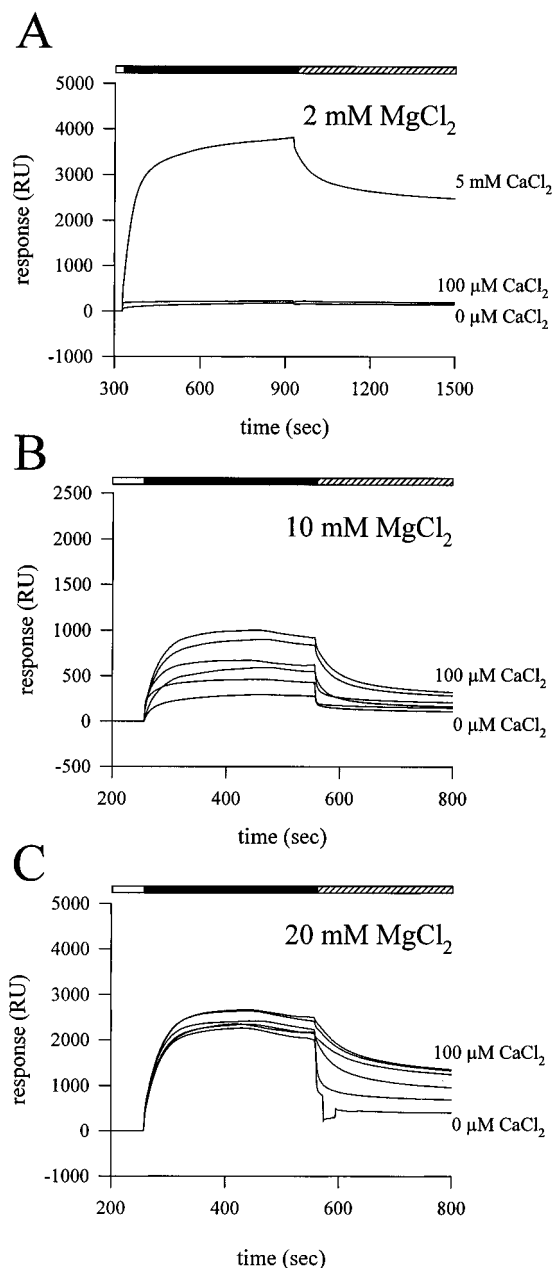 A
2 mM MgCl₂
5000
4000
3000
2000
1000
0
-1000
response (RU)
5 mM CaCl₂
100 µM CaCl₂
0 µM CaCl₂
300 600 900 1200 1500
time (sec)
B
10 mM MgCl₂
2500
2000
1500
1000
500
0
-500
response (RU)
100 µM CaCl₂
0 µM CaCl₂
200 400 600 800
time (sec)
C
20 mM MgCl₂
5000
4000
3000
2000
1000
0
-1000
response (RU)
100 µM CaCl₂
0 µM CaCl₂
200 400 600 800
time (sec)